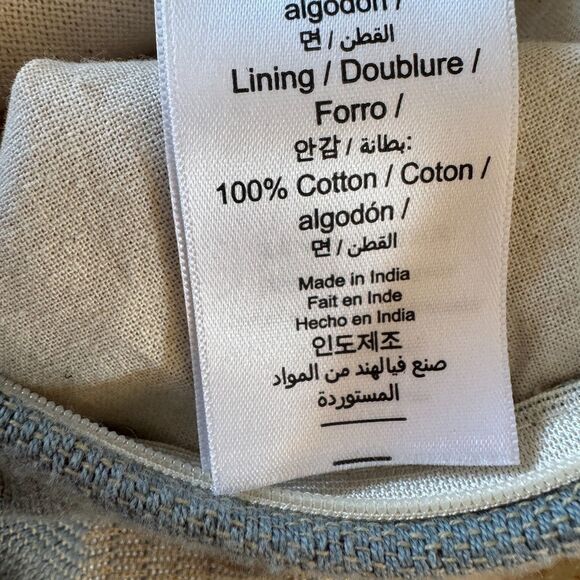 algodón /
면 / القطن
Lining / Doublure /
Forro /
안감 / بطانة:
100% Cotton / Coton /
algodón /
면 / القطن
Made in India
Fait en Inde
Hecho en India
인도제조
صنع فيالهند من المواد
المستوردة